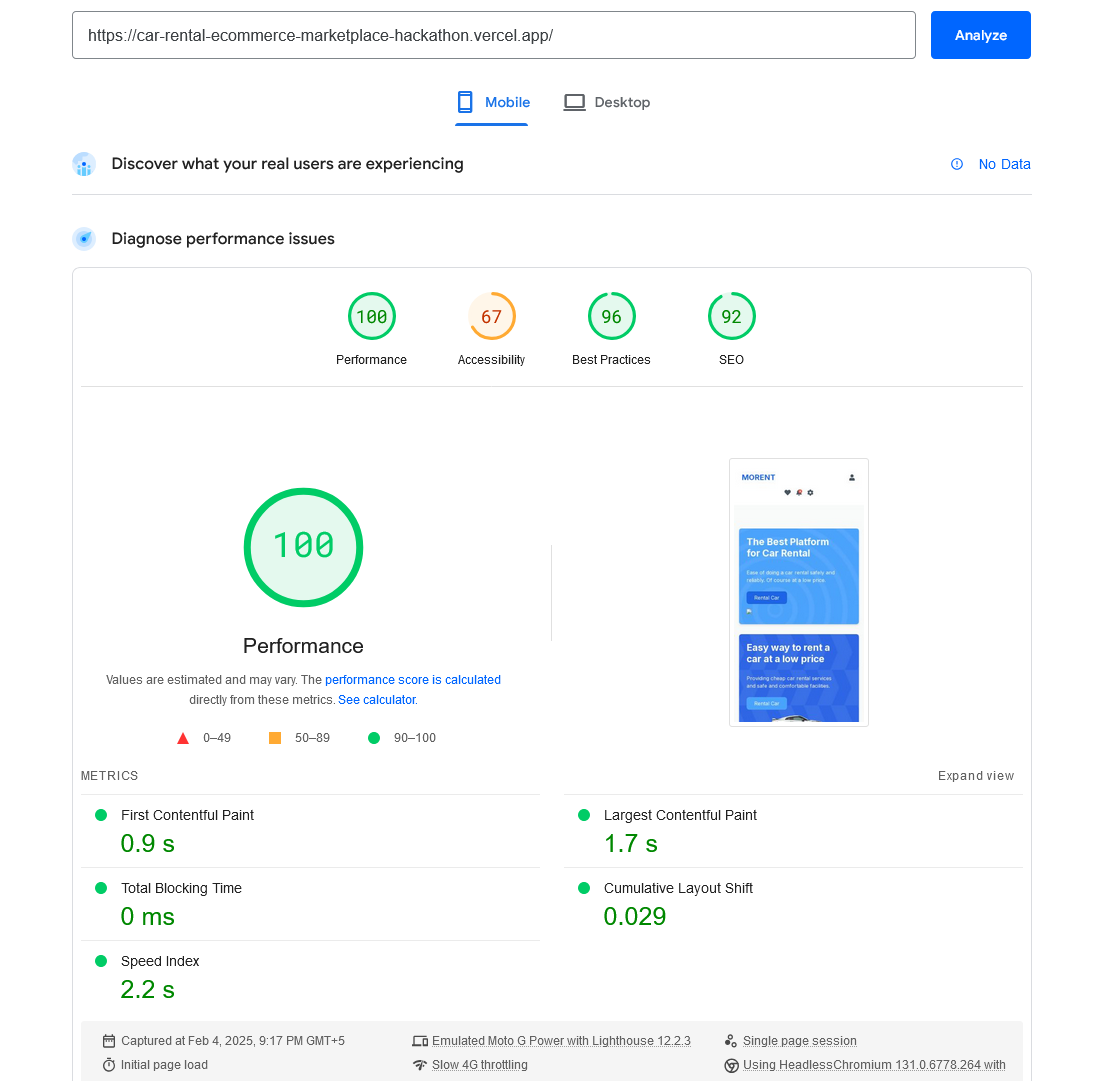 https://car-rental-ecommerce-marketplace-hackathon.vercel.app/
Analyze
Mobile
Desktop
Discover what your real users are experiencing
No Data
Diagnose performance issues
100
67
96
92
Performance
Accessibility
Best Practices
SEO
100
Performance
Values are estimated and may vary. The performance score is calculated
directly from these metrics. See calculator.
0–49
50–89
90–100
MORENT
The Best Platform
for Car Rental
Ease of doing a car rental safely and
reliably. Of course at a low price.
Rental Car
Easy way to rent a
car at a low price
Providing cheap car rental services
and safe and comfortable facilities.
Rental Car
METRICS
Expand view
First Contentful Paint
0.9 s
Largest Contentful Paint
1.7 s
Total Blocking Time
0 ms
Cumulative Layout Shift
0.029
Speed Index
2.2 s
Captured at Feb 4, 2025, 9:17 PM GMT+5
Emulated Moto G Power with Lighthouse 12.2.3
Single page session
Initial page load
Slow 4G throttling
Using HeadlessChromium 131.0.6778.264 with